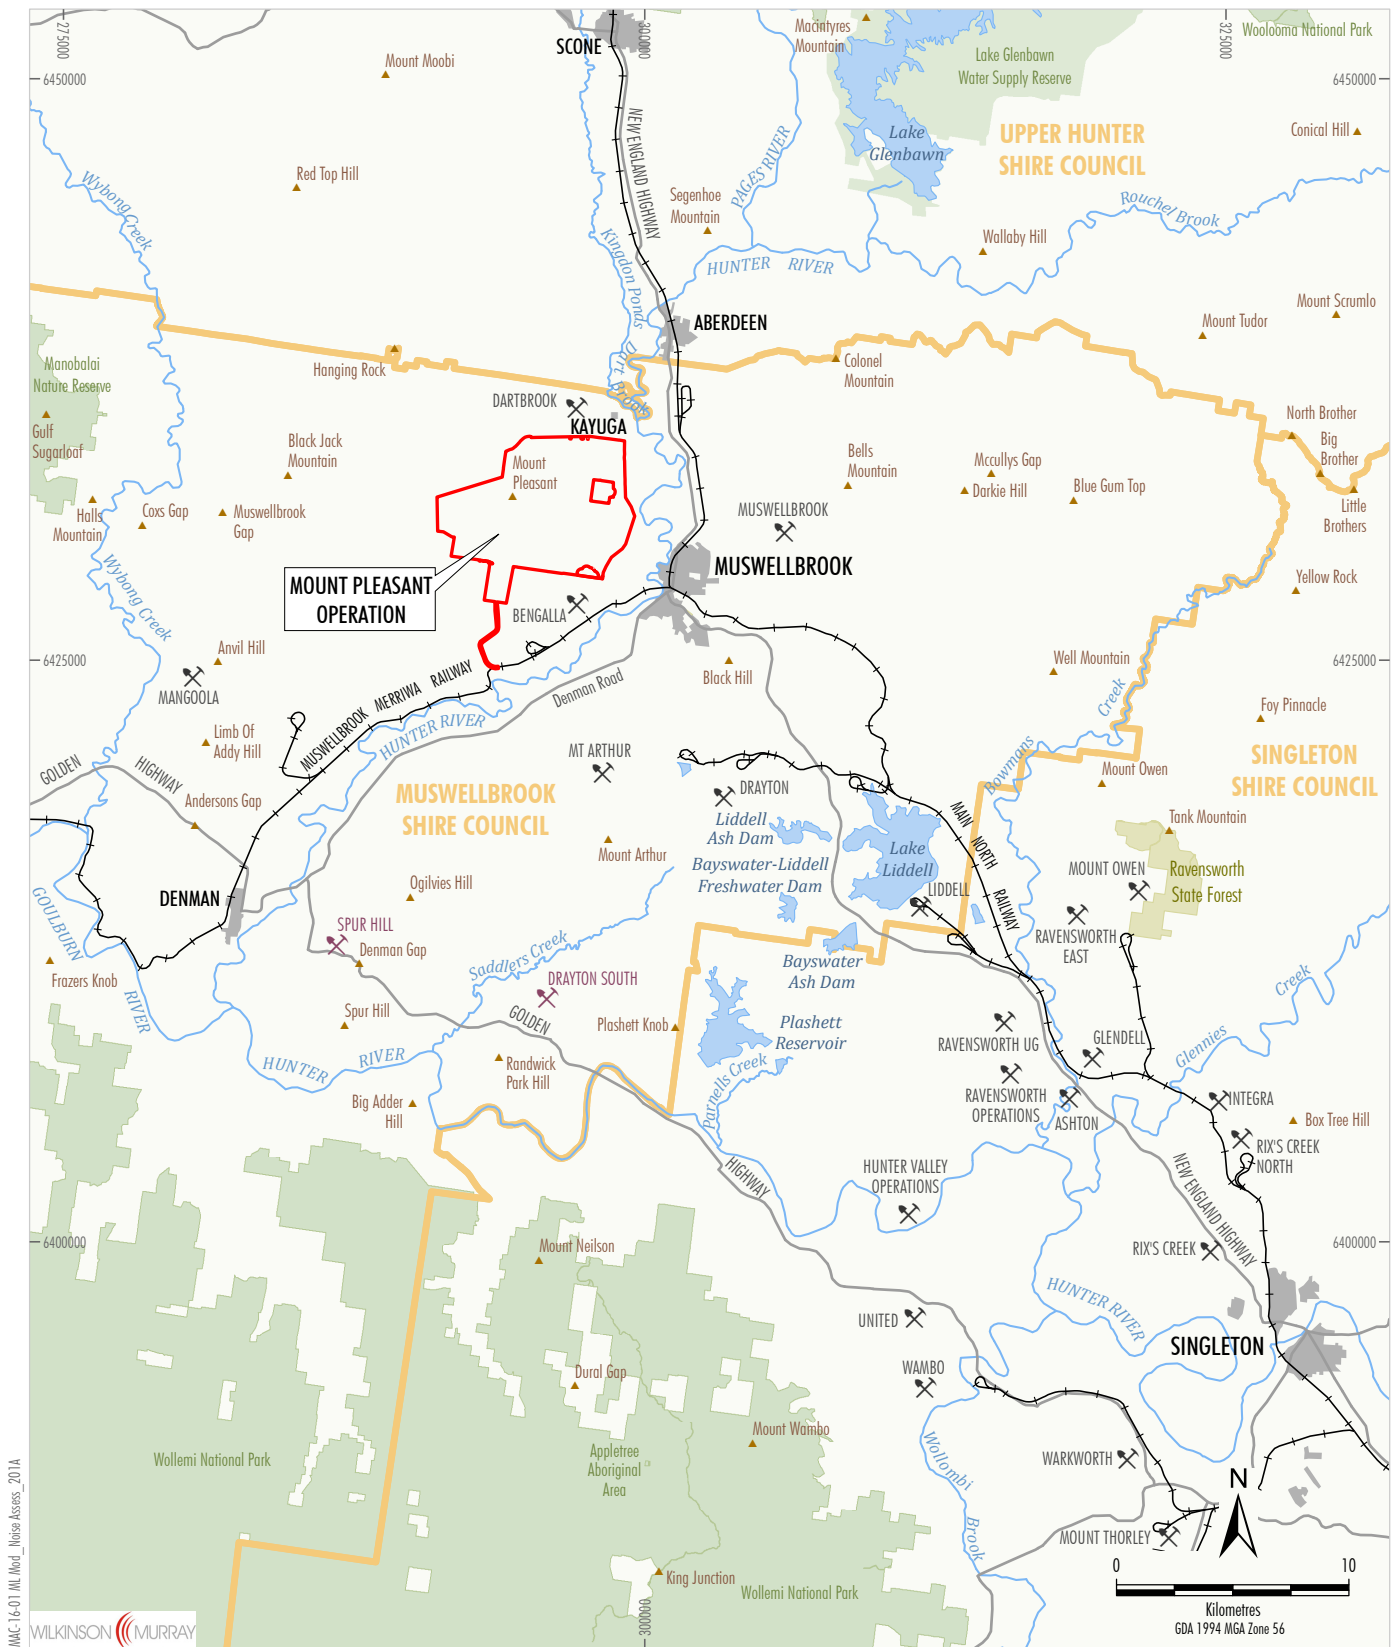 275000
300000
325000
SCONE
Macintyres
Mountain
Woolooma National Park
Lake Glenbawn
Water Supply Reserve
Mount Moobi
6450000
6450000
NEW ENGLAND HIGHWAY
UPPER HUNTER
SHIRE COUNCIL
Conical Hill
Lake
Glenbawn
PAGES RIVER
Wybong Creek
Red Top Hill
Segenhoe
Mountain
Rouchel Brook
Wallaby Hill
Kingdon Ponds
HUNTER RIVER
Mount Scrumlo
Mount Tudor
ABERDEEN
Manobalai
Nature Reserve
Hanging Rock
Dart Brook
Colonel
Mountain
DARTBROOK
KAYUGA
Gulf
Sugarloaf
North Brother
Big
Brother
Black Jack
Mountain
Mount
Pleasant
Bells
Mountain
Mccullys Gap
Darkie Hill
Blue Gum Top
Little
Brothers
Halls
Mountain
Coxs Gap
Muswellbrook
Gap
MUSWELLBROOK
MUSWELLBROOK
MOUNT PLEASANT
OPERATION
Wybong Creek
BENGALLA
Yellow Rock
6425000
6425000
Anvil Hill
MANGOOLA
Black Hill
Well Mountain
MUSWELLBROOK MERRIWA RAILWAY
Denman Road
HUNTER RIVER
Creek
Foy Pinnacle
Limb Of
Addy Hill
MT ARTHUR
Bowmans
GOLDEN
HIGHWAY
SINGLETON
SHIRE COUNCIL
Mount Owen
MUSWELLBROOK
SHIRE COUNCIL
Andersons Gap
DRAYTON
Liddell
Ash Dam
MAIN NORTH RAILWAY
Tank Mountain
Mount Arthur
Lake
Liddell
Bayswater-Liddell
Freshwater Dam
MOUNT OWEN
Ravensworth
State Forest
Ogilvies Hill
LIDDELL
DENMAN
GOULBURN
RIVER
SPUR HILL
Denman Gap
RAVENSWORTH
EAST
Saddlers Creek
Bayswater
Ash Dam
Frazers Knob
DRAYTON SOUTH
Creek
Spur Hill
GOLDEN
Plashett Knob
Plashett
Reservoir
RAVENSWORTH UG
GLENDELL
Glennies
HUNTER RIVER
Randwick
Park Hill
Parnells Creek
RAVENSWORTH
OPERATIONS
ASHTON
INTEGRA
Big Adder
Hill
Box Tree Hill
RIX'S CREEK
NORTH
HIGHWAY
HUNTER VALLEY
OPERATIONS
NEW ENGLAND HIGHWAY
6400000
6400000
Mount Neilson
RIX'S CREEK
HUNTER RIVER
UNITED
SINGLETON
WAMBO
Dural Gap
Mount Wambo
Wollombi
Brook
Wollemi National Park
Appletree
Aboriginal
Area
WARKWORTH
N
MOUNT THORLEY
King Junction
Wollemi National Park
0 10
Kilometres
GDA 1994 MGA Zone 56
300000
WILKINSON MURRAY
MAC-16-01 ML Mod_Noise Assess_201A